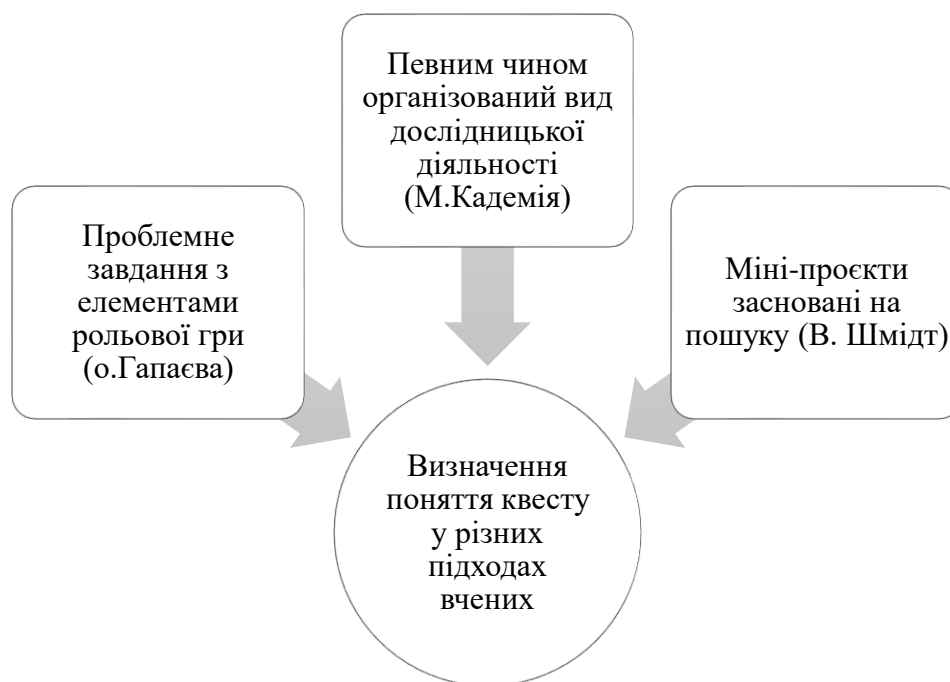 Певним чином
організований вид
дослідницької
діяльності
(М.Кадемія)
Проблемне
завдання з
елементами
рольової гри
(о.Гапаєва)
Міні-проєкти
засновані на
пошуку (В. Шмідт)
Визначення
поняття квесту
у різних
підходах
вчених